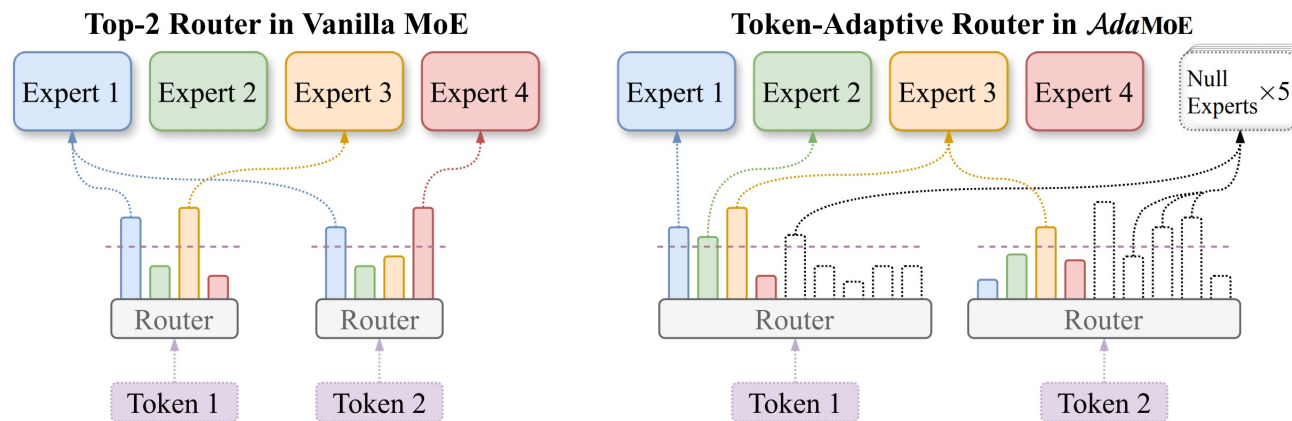 Top-2 Router in Vanilla MoE
Expert 1
Expert 2
Expert 3
Expert 4
Router
Router
Token 1
Token 2
Token-Adaptive Router in AdaMoE
Expert 1
Expert 2
Expert 3
Expert 4
Null
Experts ×5
Router
Router
Token 1
Token 2